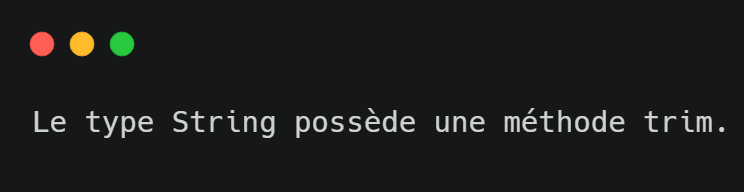 Le type String possède une méthode trim.